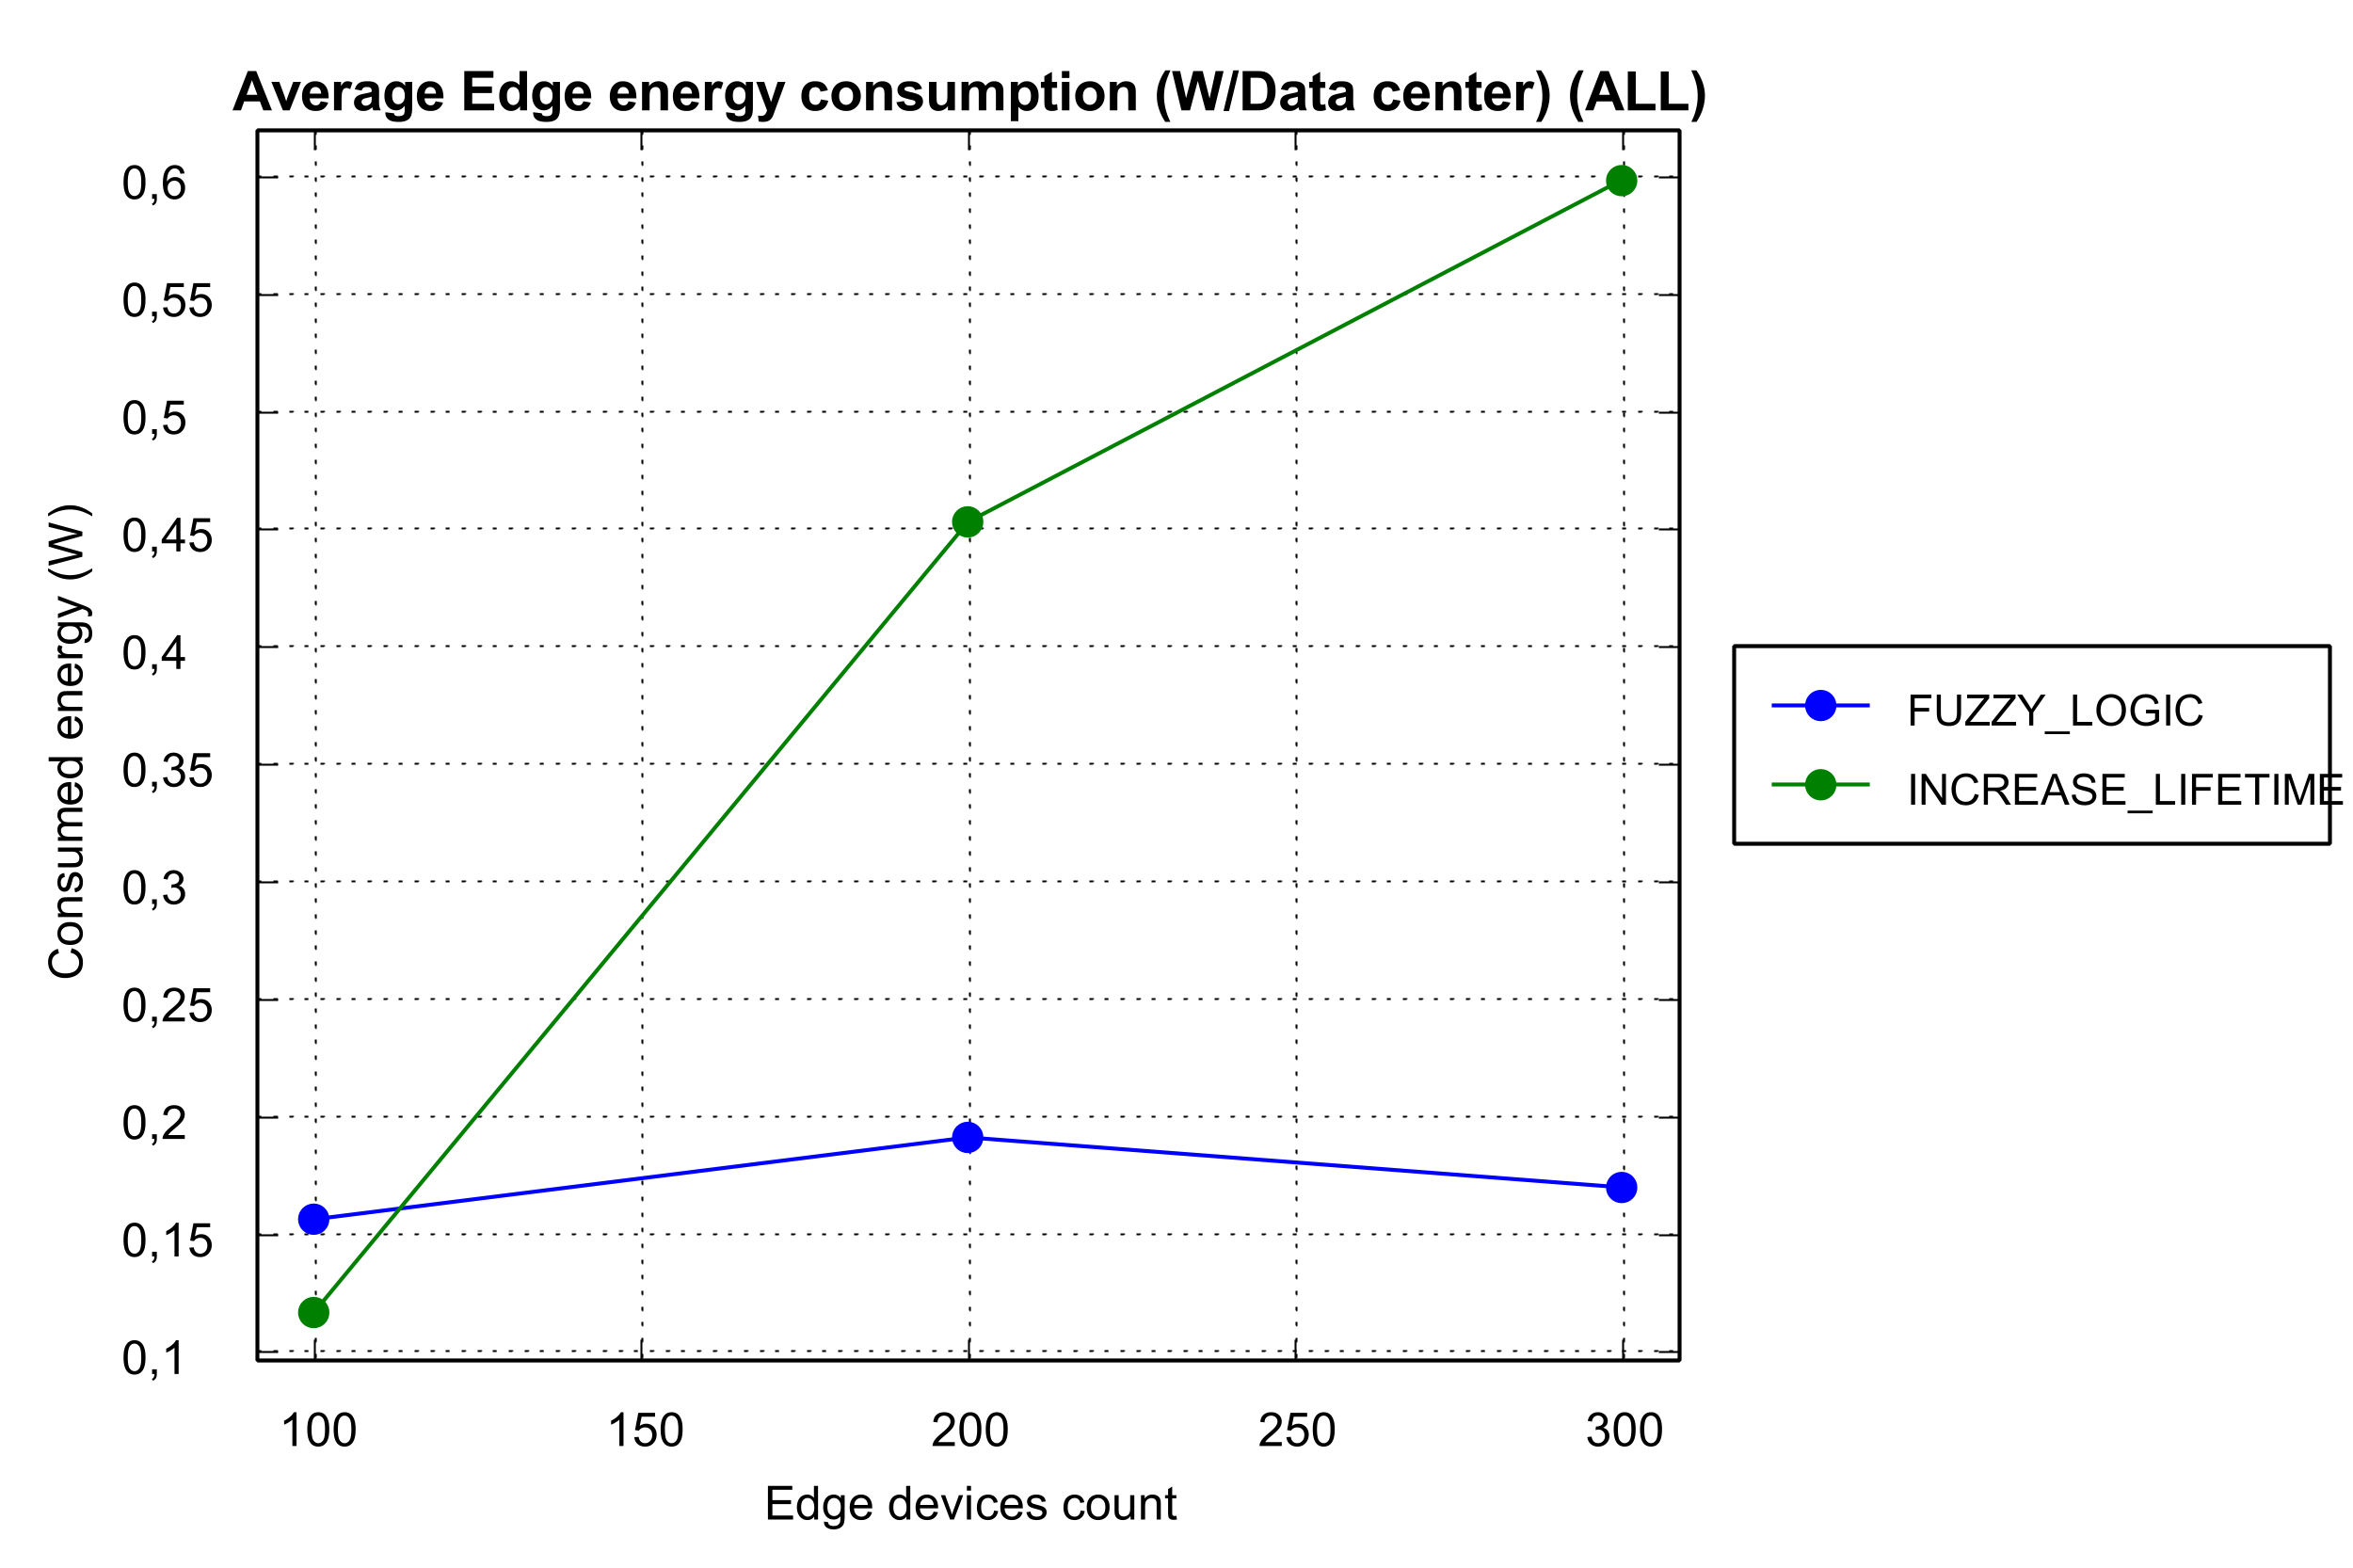 Average Edge energy consumption (W/Data center) (ALL)
Consumed energy (W)
0,6
0,55
0,5
0,45
0,4
0,35
0,3
0,25
0,2
0,15
0,1
100 150 200 250 300
Edge devices count
FUZZY_LOGIC
INCREASE_LIFETIME